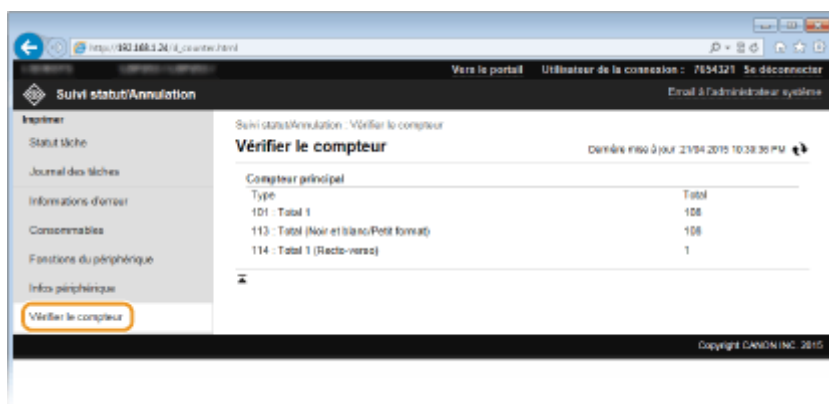 http://192.168.1.24/d_counter.html
Vers le portail Utilisateur de la connexion : 7654321 Se déconnecter
Suivi statut/Annulation Email à l'administrateur système
Imprimer
Statut tâche
Journal des tâches
Informations d'erreur
Consommables
Fonctions du périphérique
Infos périphérique
Vérifier le compteur
Suivi statut/Annulation : Vérifier le compteur
Vérifier le compteur Dernière mise à jour :21/04 2015 10:38:36 PM
Compteur principal
Type Total
101 : Total 1 108
113 : Total (Noir et blanc/Petit format) 108
114 : Total 1 (Recto-verso) 1
Copyright CANON INC. 2015